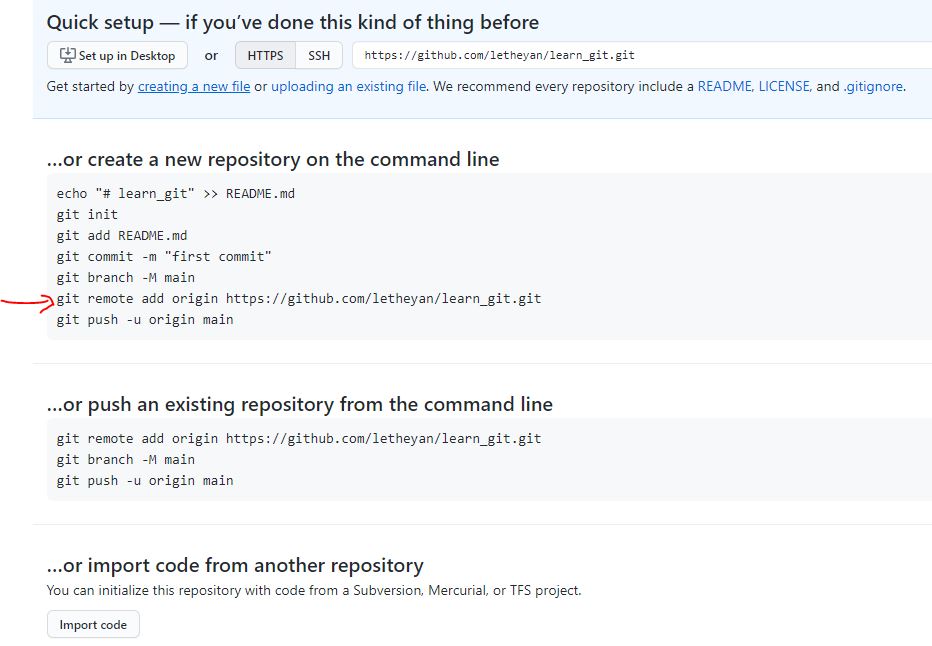 Quick setup — if you’ve done this kind of thing before
Set up in Desktop or HTTPS SSH https://github.com/letheyan/learn_git.git
Get started by creating a new file or uploading an existing file. We recommend every repository include a README, LICENSE, and .gitignore.
…or create a new repository on the command line
echo "# learn_git" >> README.md
git init
git add README.md
git commit -m "first commit"
git branch -M main
git remote add origin https://github.com/letheyan/learn_git.git
git push -u origin main
…or push an existing repository from the command line
git remote add origin https://github.com/letheyan/learn_git.git
git branch -M main
git push -u origin main
…or import code from another repository
You can initialize this repository with code from a Subversion, Mercurial, or TFS project.
Import code